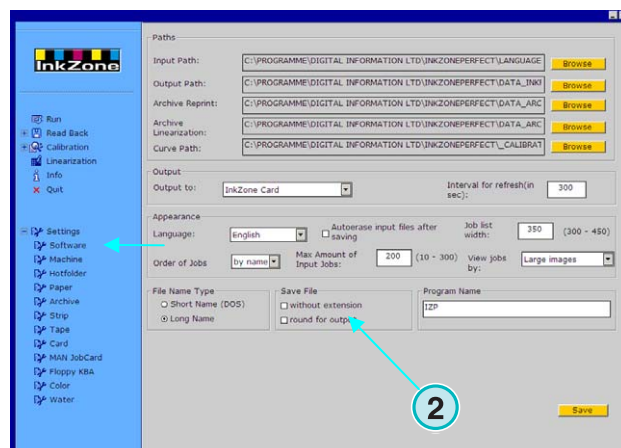 InkZone
Run
Read Back
Calibration
Linearization
Info
Quit
Settings
Software
Machine
Hotfolder
Paper
Archive
Strip
Tape
Card
MAN JobCard
Floppy KBA
Color
Water
Paths
Input Path: C:\PROGRAMME\DIGITAL INFORMATION LTD\INKZONEPERFECT\LANGUAGE Browse
Output Path: C:\PROGRAMME\DIGITAL INFORMATION LTD\INKZONEPERFECT\DATA_INK Browse
Archive Reprint: C:\PROGRAMME\DIGITAL INFORMATION LTD\INKZONEPERFECT\DATA_ARC Browse
Archive
Linearization: C:\PROGRAMME\DIGITAL INFORMATION LTD\INKZONEPERFECT\DATA_ARC Browse
Curve Path: C:\PROGRAMME\DIGITAL INFORMATION LTD\INKZONEPERFECT\_CALIBRAT Browse
Output
Output to: InkZone Card Interval for refresh(in
sec): 300
Appearance
Language: English Autoerase input files after
saving Job list
width: 350 (300 - 450)
Order of Jobs by name Max Amount of
Input Jobs: 200 (10 - 300) View jobs
by: Large images
File Name Type
Short Name (DOS)
Long Name
Save File
without extension
round for output
Program Name
IZP
2
Save